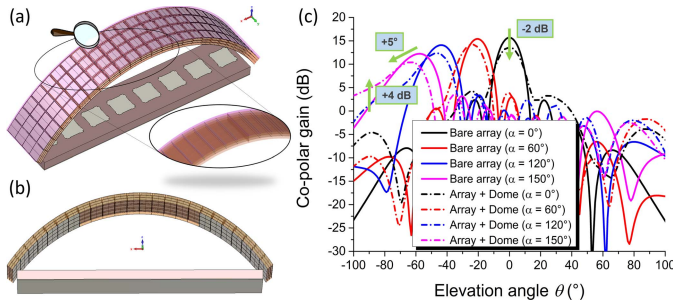 (a)
(b)
(c)
+5°
-2 dB
+4 dB
Co-polar gain (dB)
25
20
15
10
5
0
-5
-10
-15
-20
-25
-30
Bare array (α = 0°)
Bare array (α = 60°)
Bare array (α = 120°)
Bare array (α = 150°)
Array + Dome (α = 0°)
Array + Dome (α = 60°)
Array + Dome (α = 120°)
Array + Dome (α = 150°)
-100 -80 -60 -40 -20 0 20 40 60 80 100
Elevation angle θ (°)